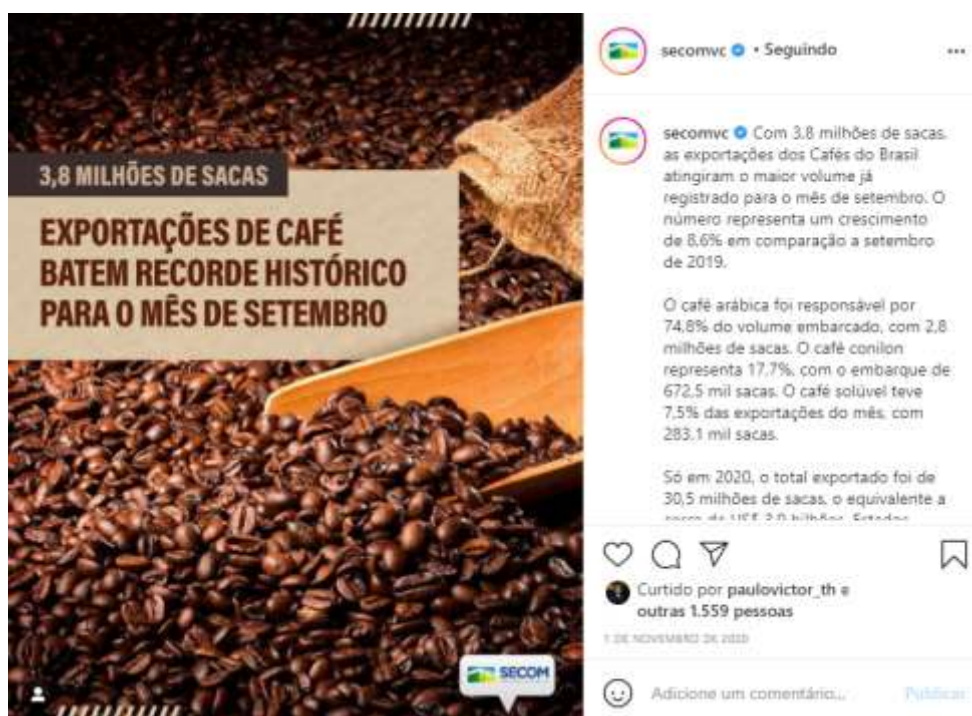 3,8 MILHÕES DE SACAS
EXPORTAÇÕES DE CAFÉ
BATEM RECORDE HISTÓRICO
PARA O MÊS DE SETEMBRO
SECOM
secomvc • Seguindo
secomvc Com 3,8 milhões de sacas,
as exportações dos Cafés do Brasil
atingiram o maior volume já
registrado para o mês de setembro. O
número representa um crescimento
de 8,6% em comparação a setembro
de 2019.
O café arábica foi responsável por
74,8% do volume embarcado, com 2,8
milhões de sacas. O café conilon
representa 17,7%, com o embarque de
672,5 mil sacas. O café solúvel teve
7,5% das exportações do mês, com
283,1 mil sacas.
Só em 2020, o total exportado foi de
30,5 milhões de sacas, o equivalente a
Curtido por paulovictor_th e
outras 1.559 pessoas
1 DE NOVEMBRO DE 2020
Adicione um comentário... Publicar